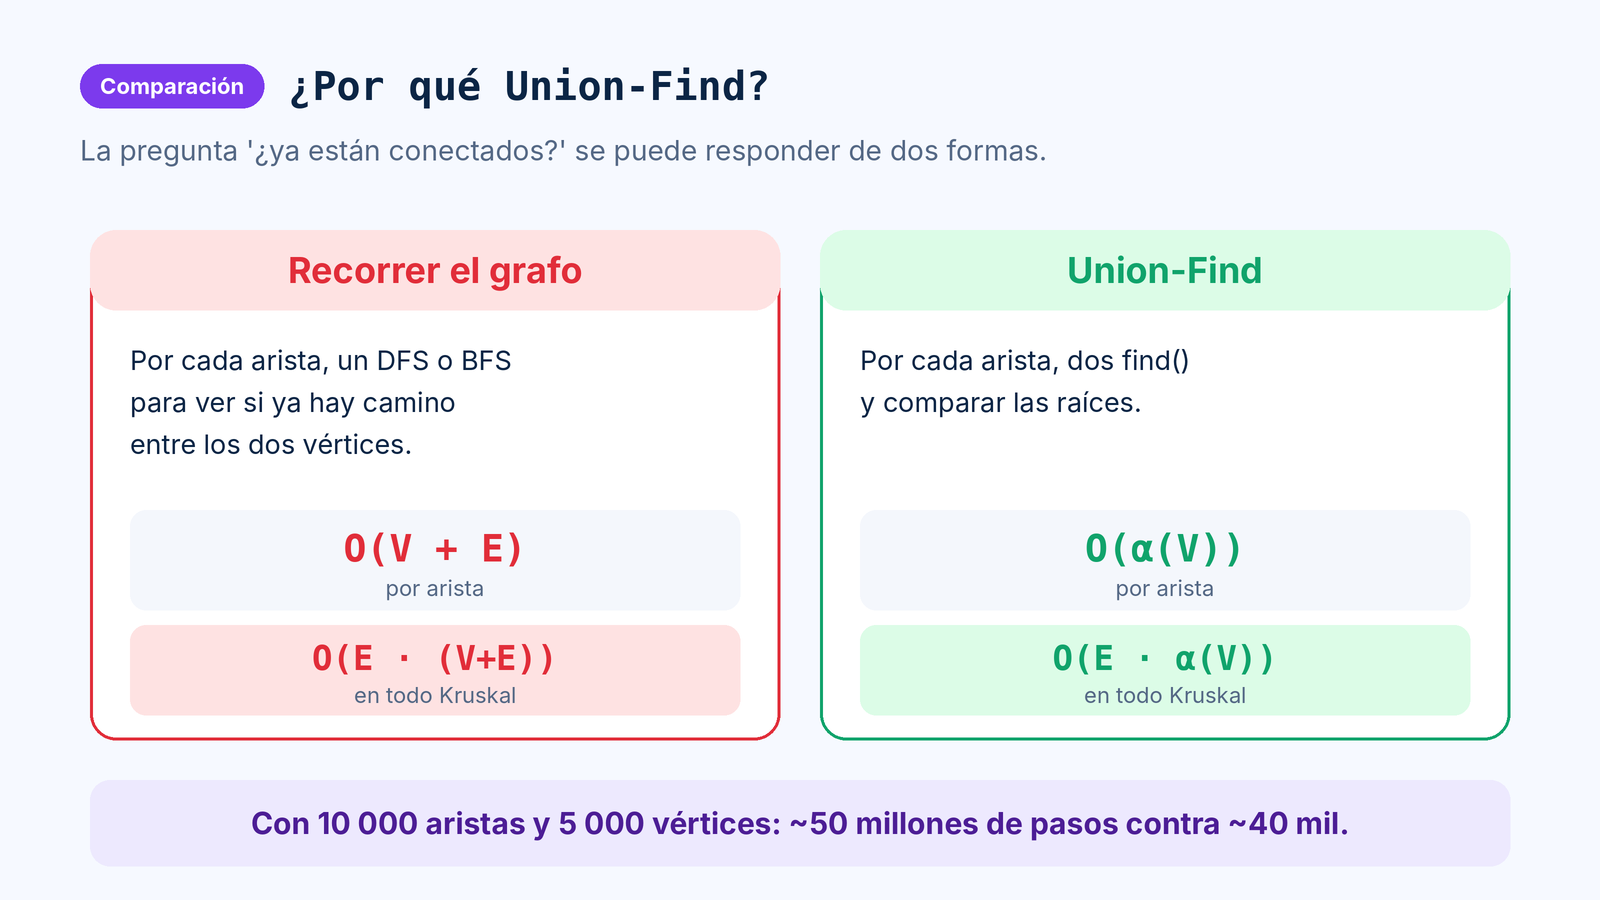 Comparación
¿Por qué Union-Find?
La pregunta '¿ya están conectados?' se puede responder de dos formas.
Recorrer el grafo
Por cada arista, un DFS o BFS
para ver si ya hay camino
entre los dos vértices.
O(V + E)
por arista
O(E · (V+E))
en todo Kruskal
Union-Find
Por cada arista, dos find()
y comparar las raíces.
O(α(V))
por arista
O(E · α(V))
en todo Kruskal
Con 10 000 aristas y 5 000 vértices: ~50 millones de pasos contra ~40 mil.